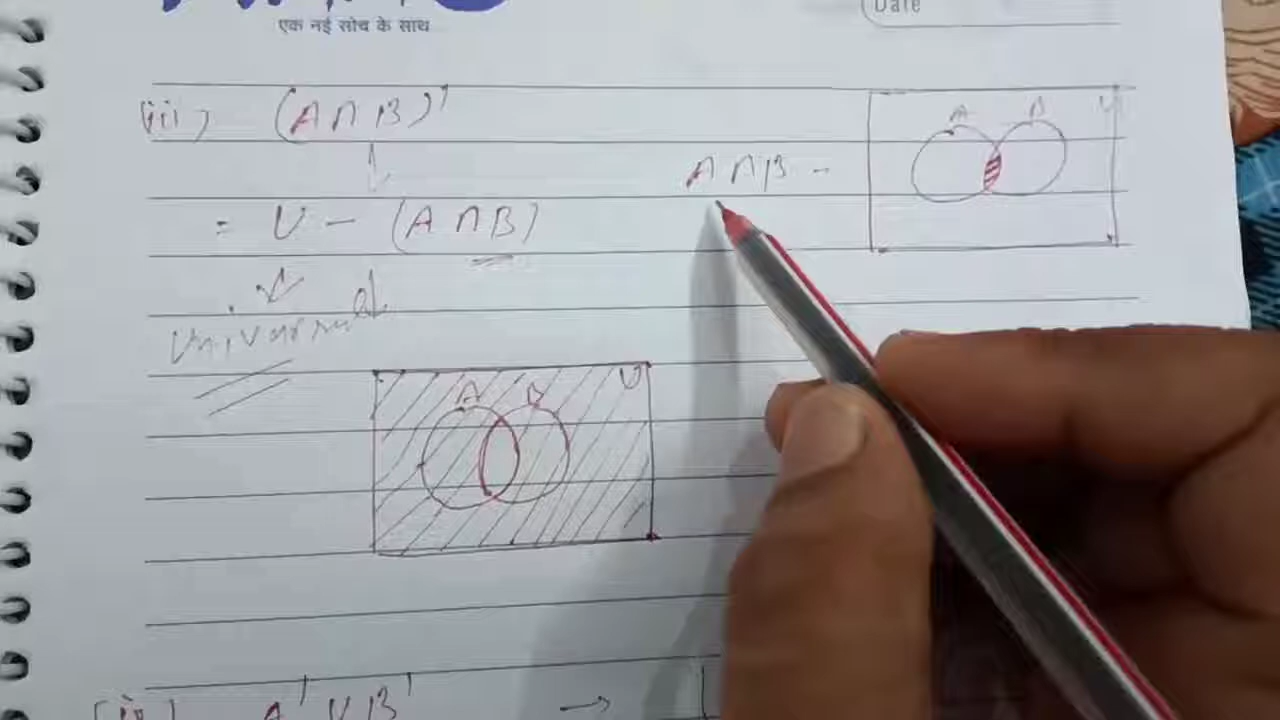 एक नई सोच के साथ
Date
(iii) (A∩B)'
A B U
A∩B -
= U - (A∩B)
Universal
A B U
(iv) A' ∪ B' →